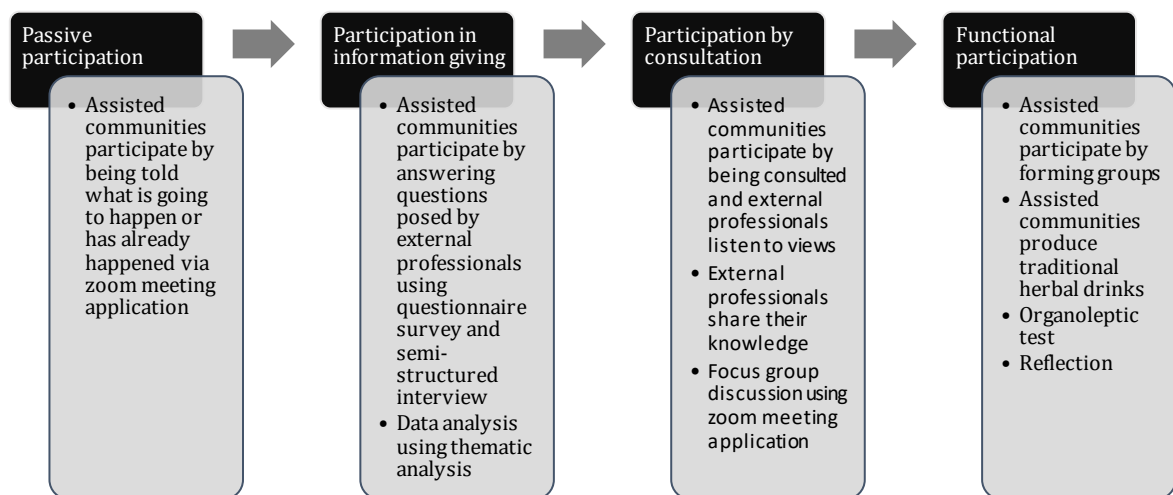 Passive
participation
• Assisted
communities
participate by
being told
what is going
to happen or
has already
happened via
zoom meeting
application
Participation in
information giving
• Assisted
communities
participate by
answering
questions
posed by
external
professionals
using
questionnaire
survey and
semi-
structured
interview
• Data analysis
using thematic
analysis
Participation by
consultation
• Assisted
communities
participate by
being consulted
and external
professionals
listen to views
• External
professionals
share their
knowledge
• Focus group
discussion using
zoom meeting
application
Functional
participation
• Assisted
communities
participate by
forming groups
• Assisted
communities
produce
traditional
herbal drinks
• Organoleptic
test
• Reflection